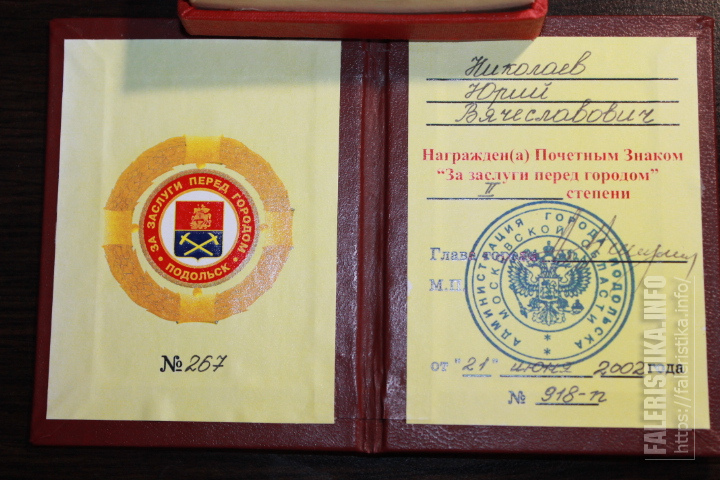 ЗА ЗАСЛУГИ ПЕРЕД ГОРОДОМ
* ПОДОЛЬСК *
№267
Николаев
Юрий
Вячеславович
Награжден(а) Почетным Знаком
“За заслуги перед городом”
II степени
Глава города
М.П.
АДМИНИСТРАЦИЯ ГОРОДА ПОДОЛЬСКА
МОСКОВСКОЙ ОБЛАСТИ
от "21" июня 2002 года
№ 918-п
FALERISTIKA.INFO
https://faleristika.info/